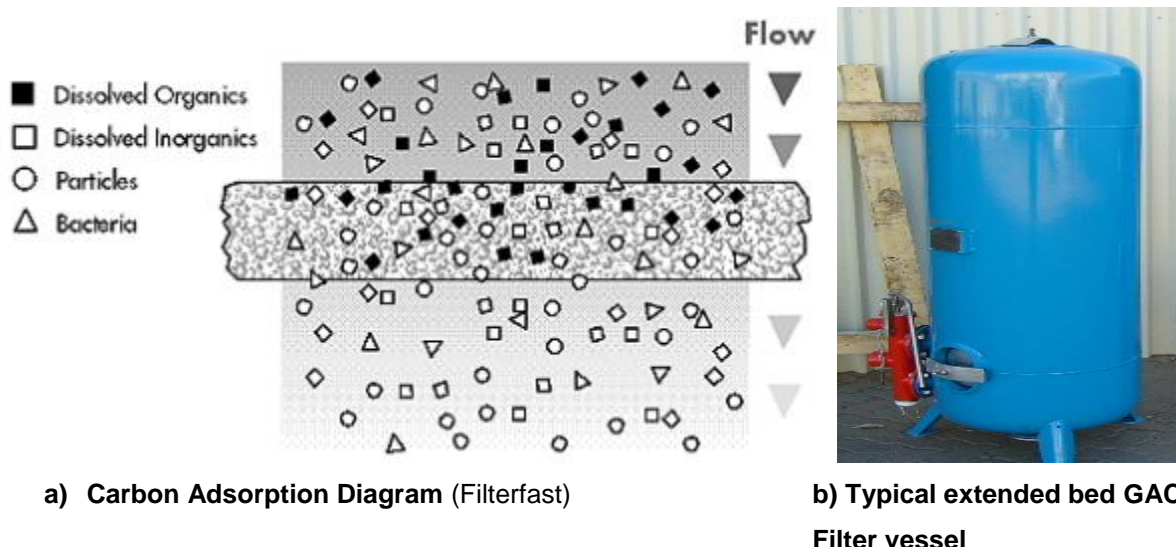 Flow
Dissolved Organics
Dissolved Inorganics
Particles
Bacteria
a) Carbon Adsorption Diagram (Filterfast)
b) Typical extended bed GAC
Filter vessel